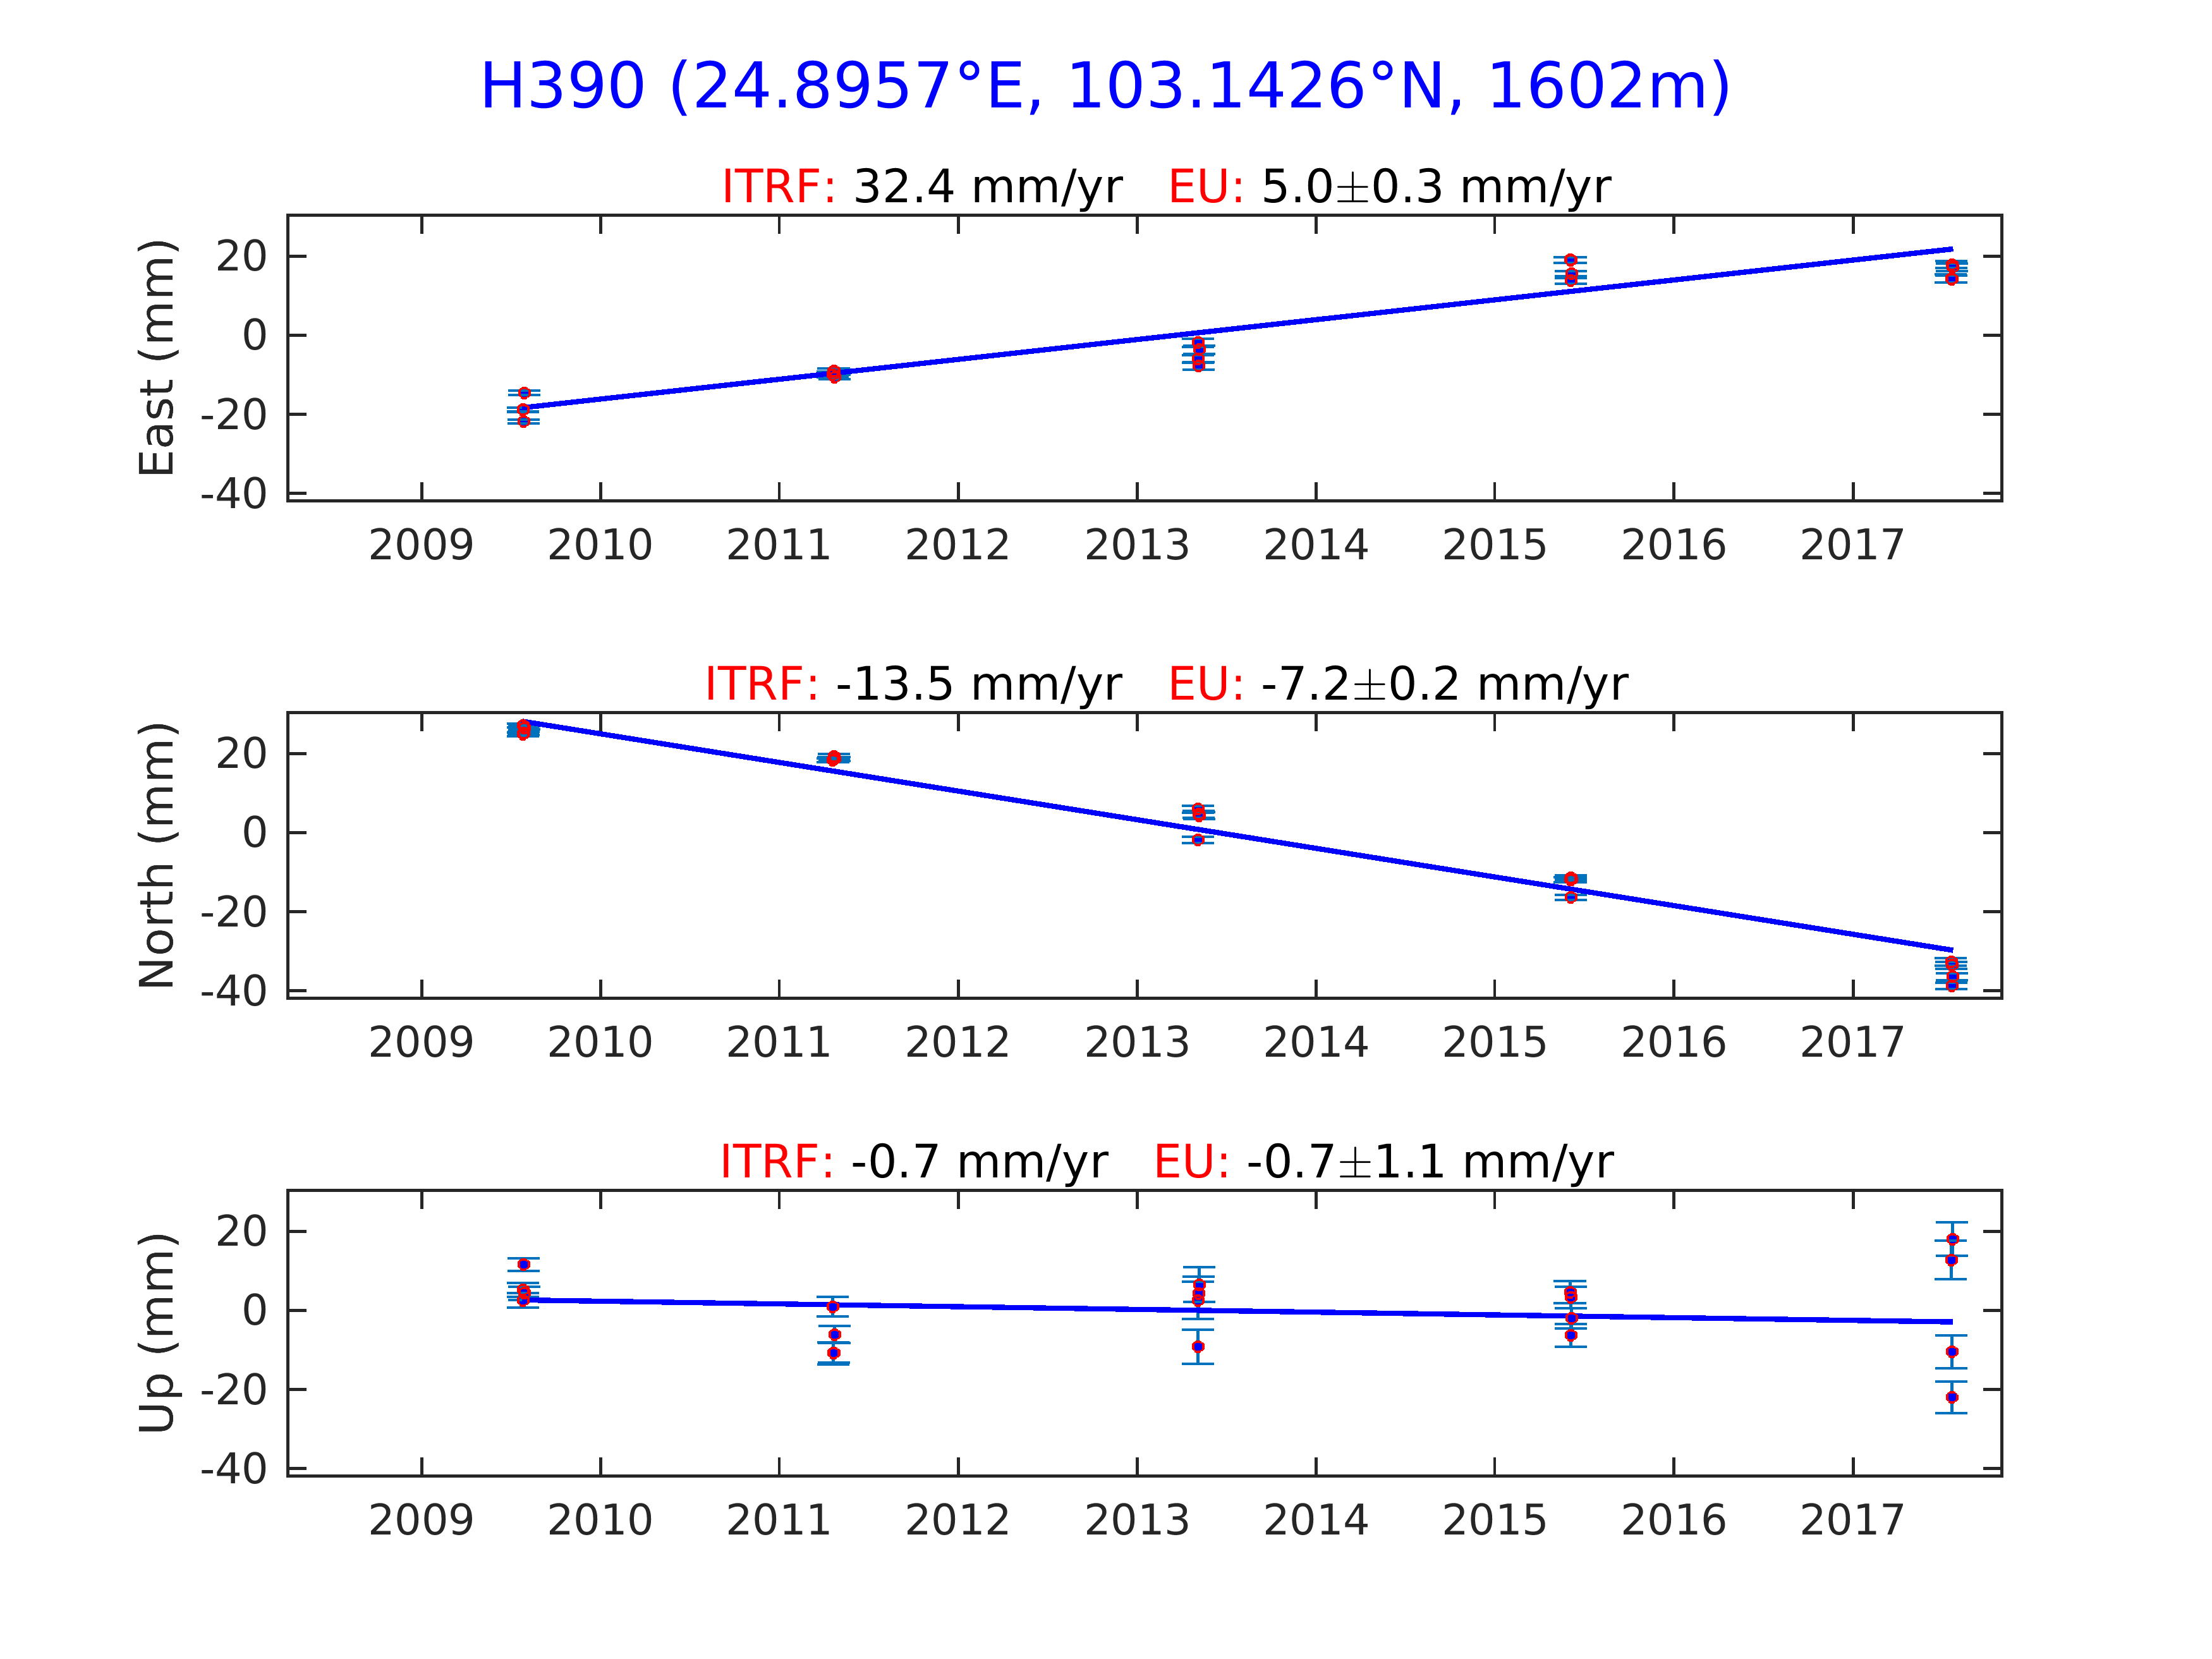 H390 (24.8957°E, 103.1426°N, 1602m)
ITRF: 32.4 mm/yr EU: 5.0±0.3 mm/yr
East (mm)
20
0
-20
-40
2009 2010 2011 2012 2013 2014 2015 2016 2017
ITRF: -13.5 mm/yr EU: -7.2±0.2 mm/yr
North (mm)
20
0
-20
-40
2009 2010 2011 2012 2013 2014 2015 2016 2017
ITRF: -0.7 mm/yr EU: -0.7±1.1 mm/yr
Up (mm)
20
0
-20
-40
2009 2010 2011 2012 2013 2014 2015 2016 2017